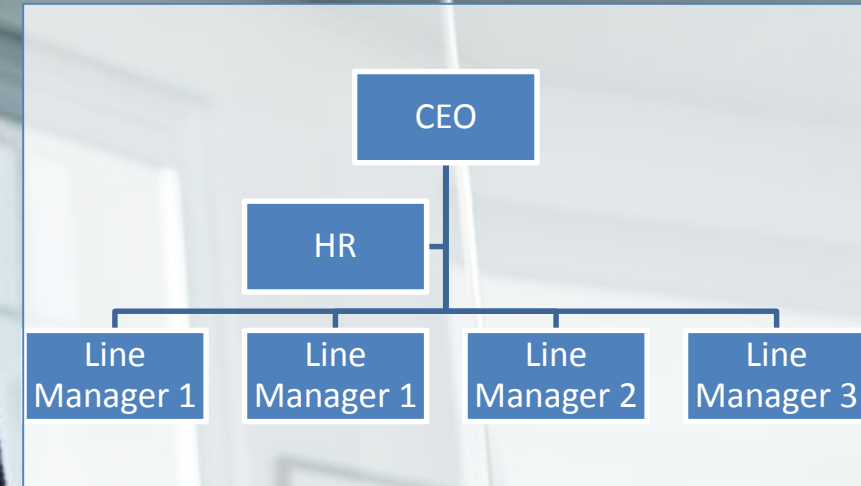 CEO
HR
Line
Manager 1
Line
Manager 1
Line
Manager 2
Line
Manager 3